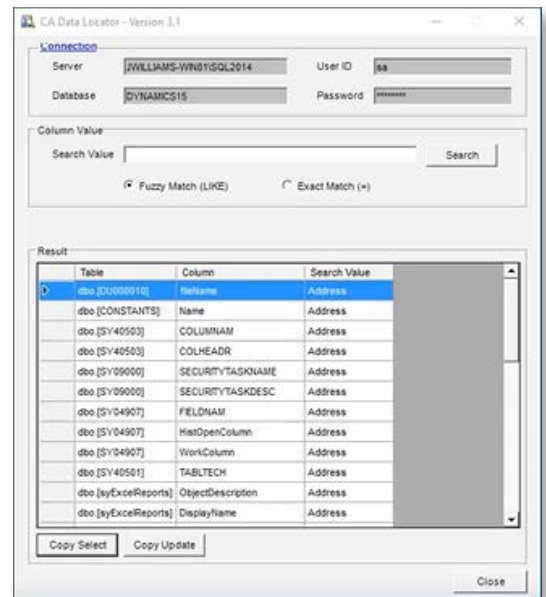 CA Data Locator - Version 3.1
Connection
Server JWILLIAMS-WIN81\SQL2014 User ID sa
Database DYNAMICS15 Password ********
Column Value
Search Value Search
Fuzzy Match (LIKE) Exact Match (=)
Result
Table Column Search Value
dbo.[DU000010] fileName Address
dbo.[CONSTANTS] Name Address
dbo.[SY40503] COLUMNAM Address
dbo.[SY40503] COLHEADR Address
dbo.[SY09000] SECURITYTASKNAME Address
dbo.[SY09000] SECURITYTASKDESC Address
dbo.[SY04907] FIELDNAM Address
dbo.[SY04907] HistOpenColumn Address
dbo.[SY04907] WorkColumn Address
dbo.[SY40501] TABLTECH Address
dbo.[syExcelReports] ObjectDescription Address
dbo.[syExcelReports] DisplayName Address
Copy Select Copy Update
Close